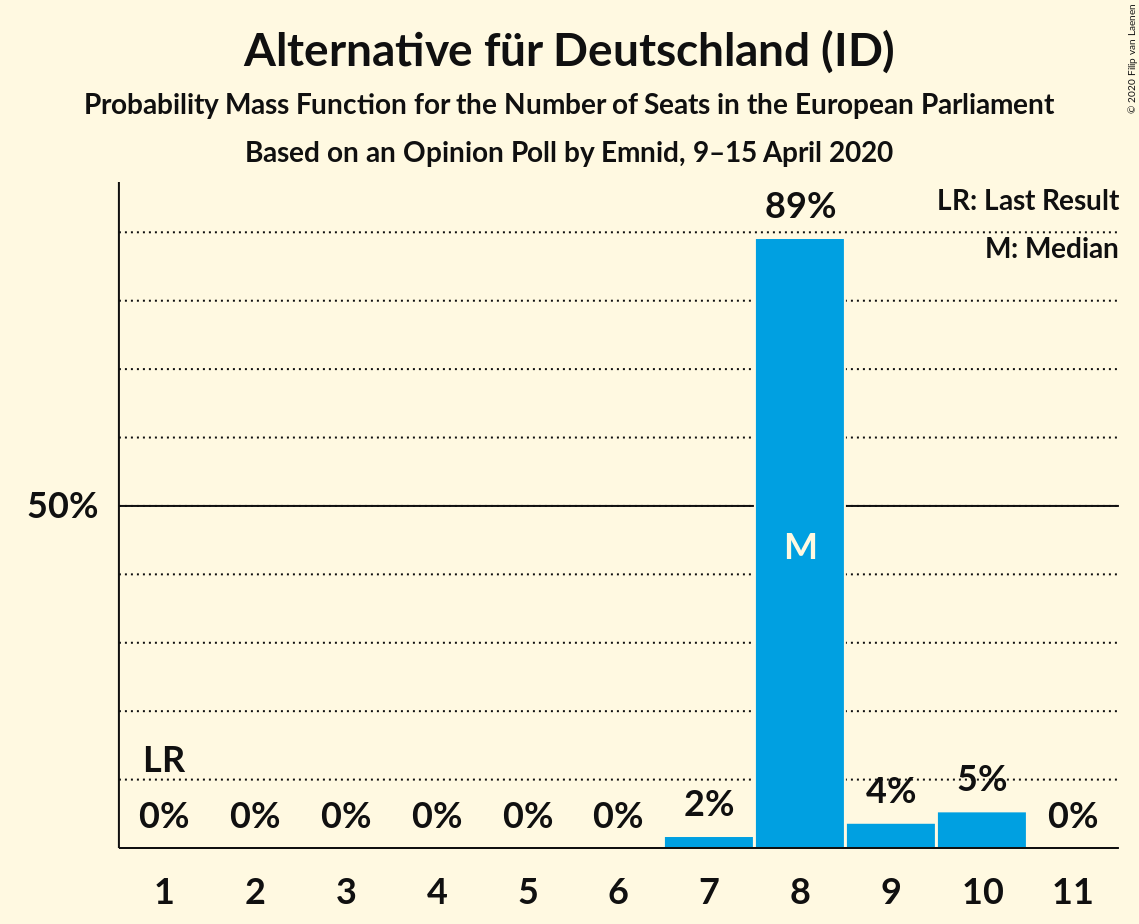 Alternative für Deutschland (ID)
Probability Mass Function for the Number of Seats in the European Parliament
Based on an Opinion Poll by Emnid, 9–15 April 2020
© 2020 Filip van Laenen
LR: Last Result
M: Median
89%
50%
M
LR
0% 0% 0% 0% 0% 0% 2% 4% 5% 0%
1 2 3 4 5 6 7 8 9 10 11